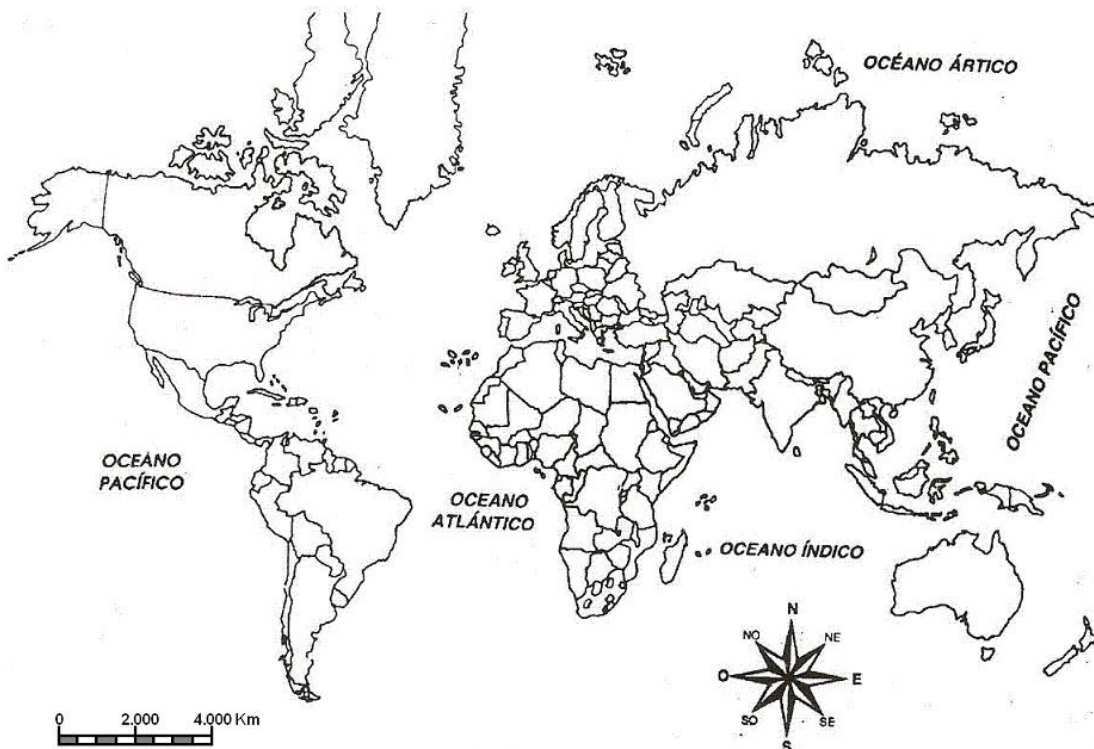 OCÉANO ÁRTICO
OCEANO PACÍFICO
OCEANO
PACÍFICO
OCEANO
ATLÁNTICO
OCEANO ÍNDICO
N
NO
NE
O
E
SO
SE
S
0 2.000 4.000 Km